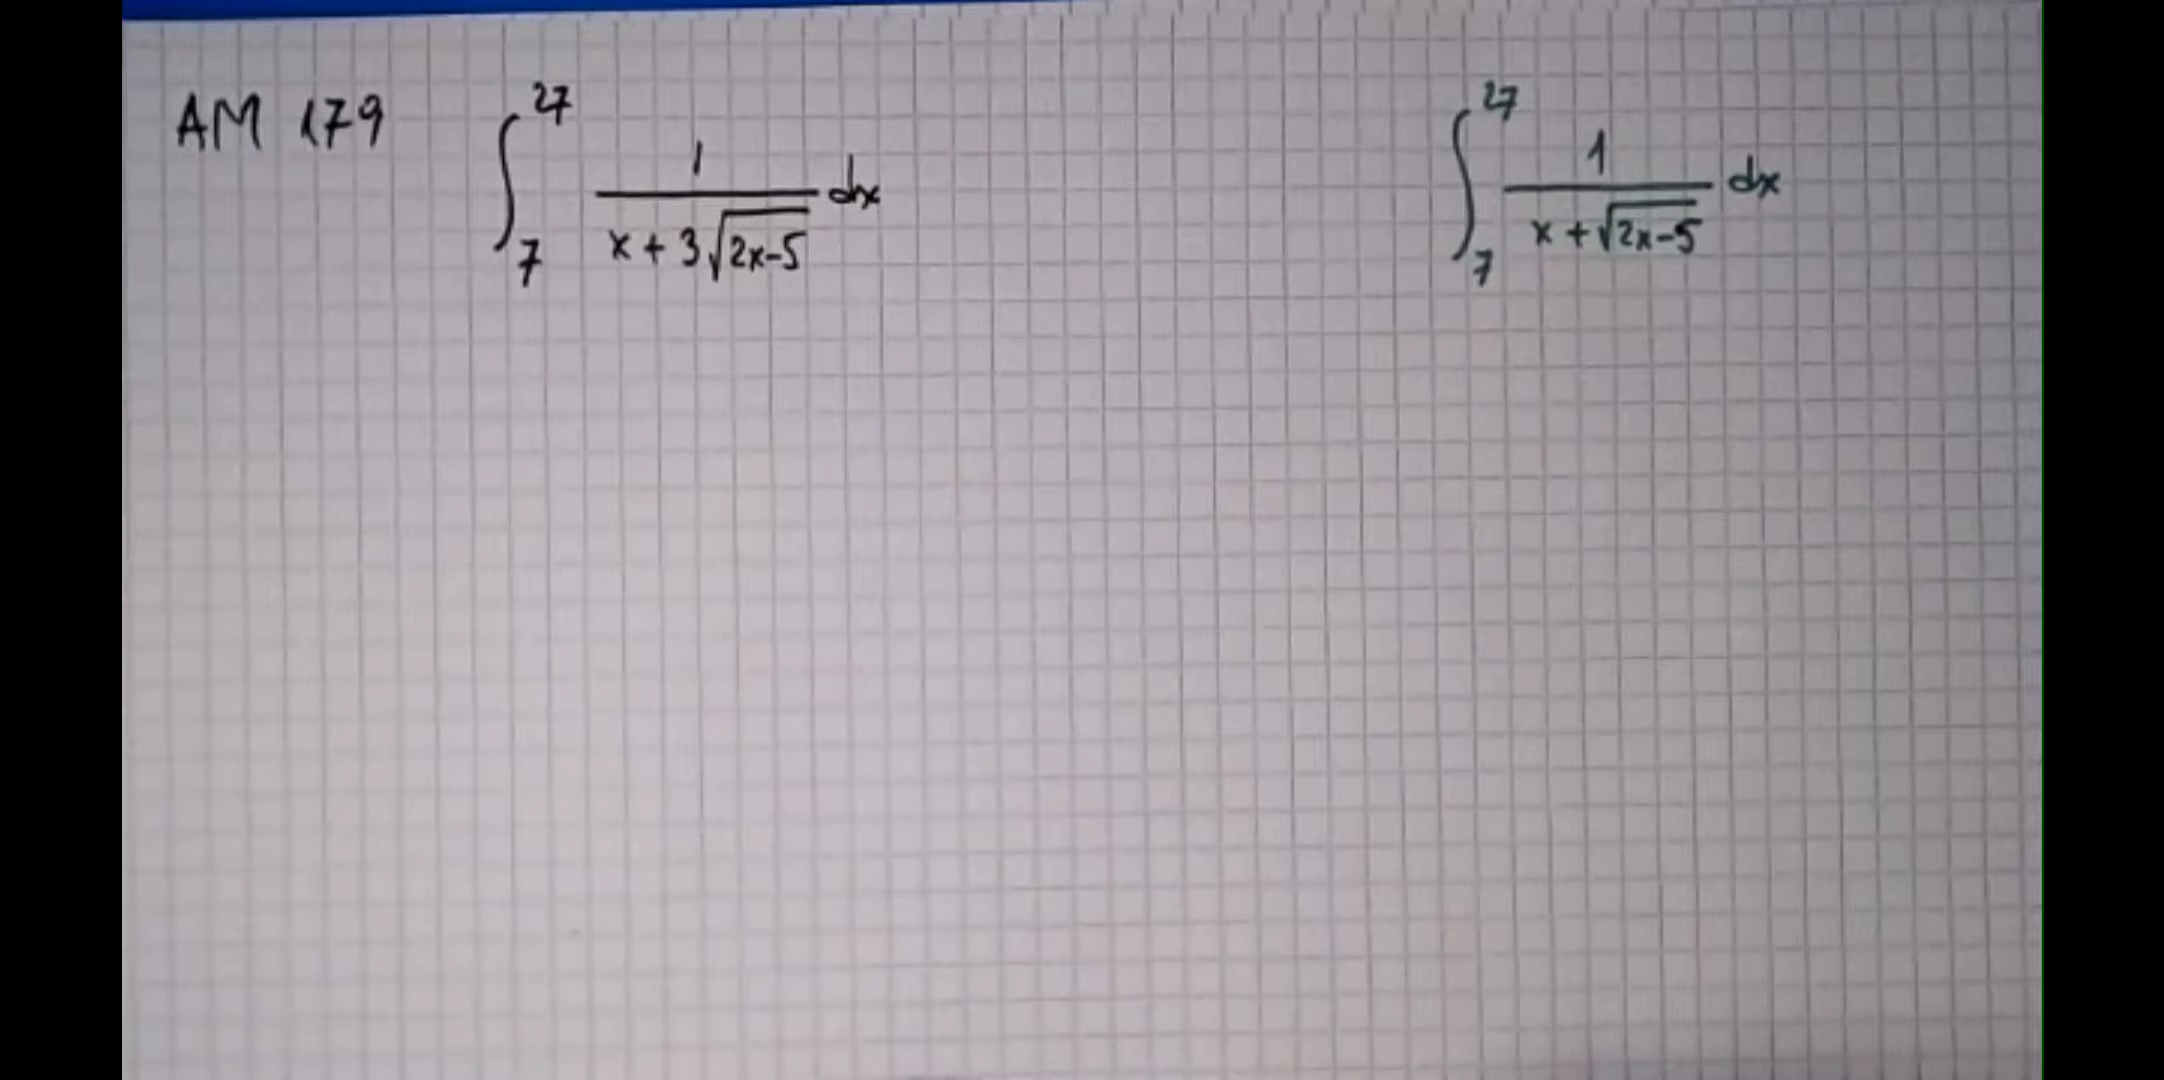 AM 179 ∫₇²⁷ 1/(x + 3√(2x-5)) dx
∫₇²⁷ 1/(x + √(2x-5)) dx